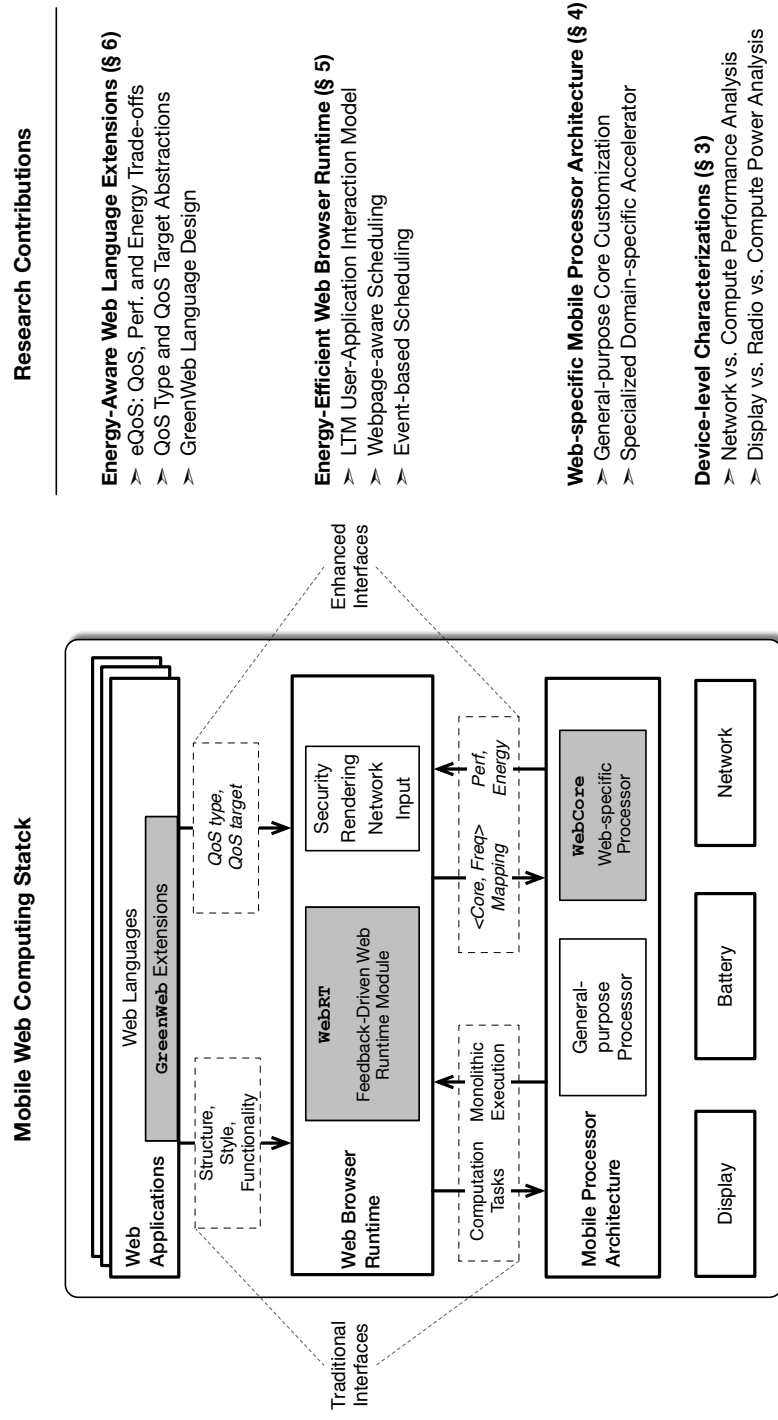 Mobile Web Computing Statck
Research Contributions
Web
Applications
Web Languages
GreenWeb Extensions
Structure,
Style,
Functionality
QoS type,
QoS target
Web Browser
Runtime
WebRT
Feedback-Driven Web
Runtime Module
Security
Rendering
Network
Input
Computation
Tasks
Monolithic
Execution
<Core, Freq>
Mapping
Perf,
Energy
Mobile Processor
Architecture
General-
purpose
Processor
WebCore
Web-specific
Processor
Display
Battery
Network
Traditional
Interfaces
Enhanced
Interfaces
Energy-Aware Web Language Extensions (§ 6)
➢ eQoS: QoS, Perf. and Energy Trade-offs
➢ QoS Type and QoS Target Abstractions
➢ GreenWeb Language Design
Energy-Efficient Web Browser Runtime (§ 5)
➢ LTM User-Application Interaction Model
➢ Webpage-aware Scheduling
➢ Event-based Scheduling
Web-specific Mobile Processor Architecture (§ 4)
➢ General-purpose Core Customization
➢ Specialized Domain-specific Accelerator
Device-level Characterizations (§ 3)
➢ Network vs. Compute Performance Analysis
➢ Display vs. Radio vs. Compute Power Analysis